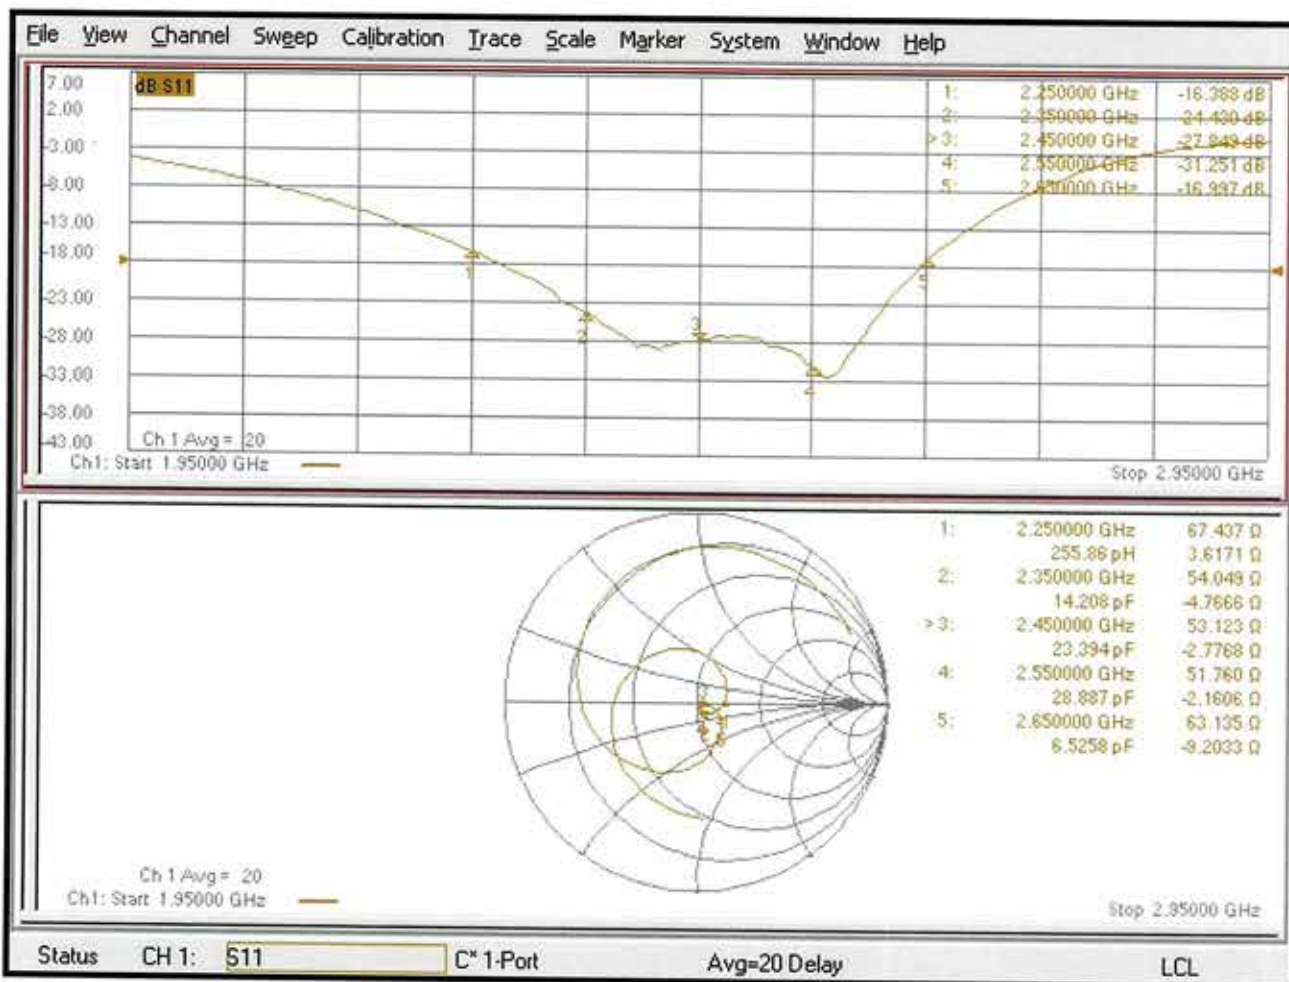 File View Channel Sweep Calibration Trace Scale Marker System Window Help
7.00
2.00
-3.00
-8.00
-13.00
-18.00
-23.00
-28.00
-33.00
-38.00
-43.00
dB S11
1: 2.250000 GHz -16.388 dB
2: 2.350000 GHz -24.430 dB
> 3: 2.450000 GHz -27.849 dB
4: 2.550000 GHz -31.251 dB
5: 2.650000 GHz -16.997 dB
1
2
3
4
5
Ch 1 Avg = 20
Ch1: Start 1.95000 GHz
Stop 2.95000 GHz
1: 2.250000 GHz 67.437 Ω
255.86 pH 3.6171 Ω
2: 2.350000 GHz 54.049 Ω
14.208 pF -4.7666 Ω
> 3: 2.450000 GHz 53.123 Ω
23.394 pF -2.7768 Ω
4: 2.550000 GHz 51.760 Ω
28.887 pF -2.1606 Ω
5: 2.650000 GHz 63.135 Ω
6.5258 pF -9.2033 Ω
Ch 1 Avg = 20
Ch1: Start 1.95000 GHz
Stop 2.95000 GHz
Status CH 1: S11 C* 1-Port Avg=20 Delay LCL